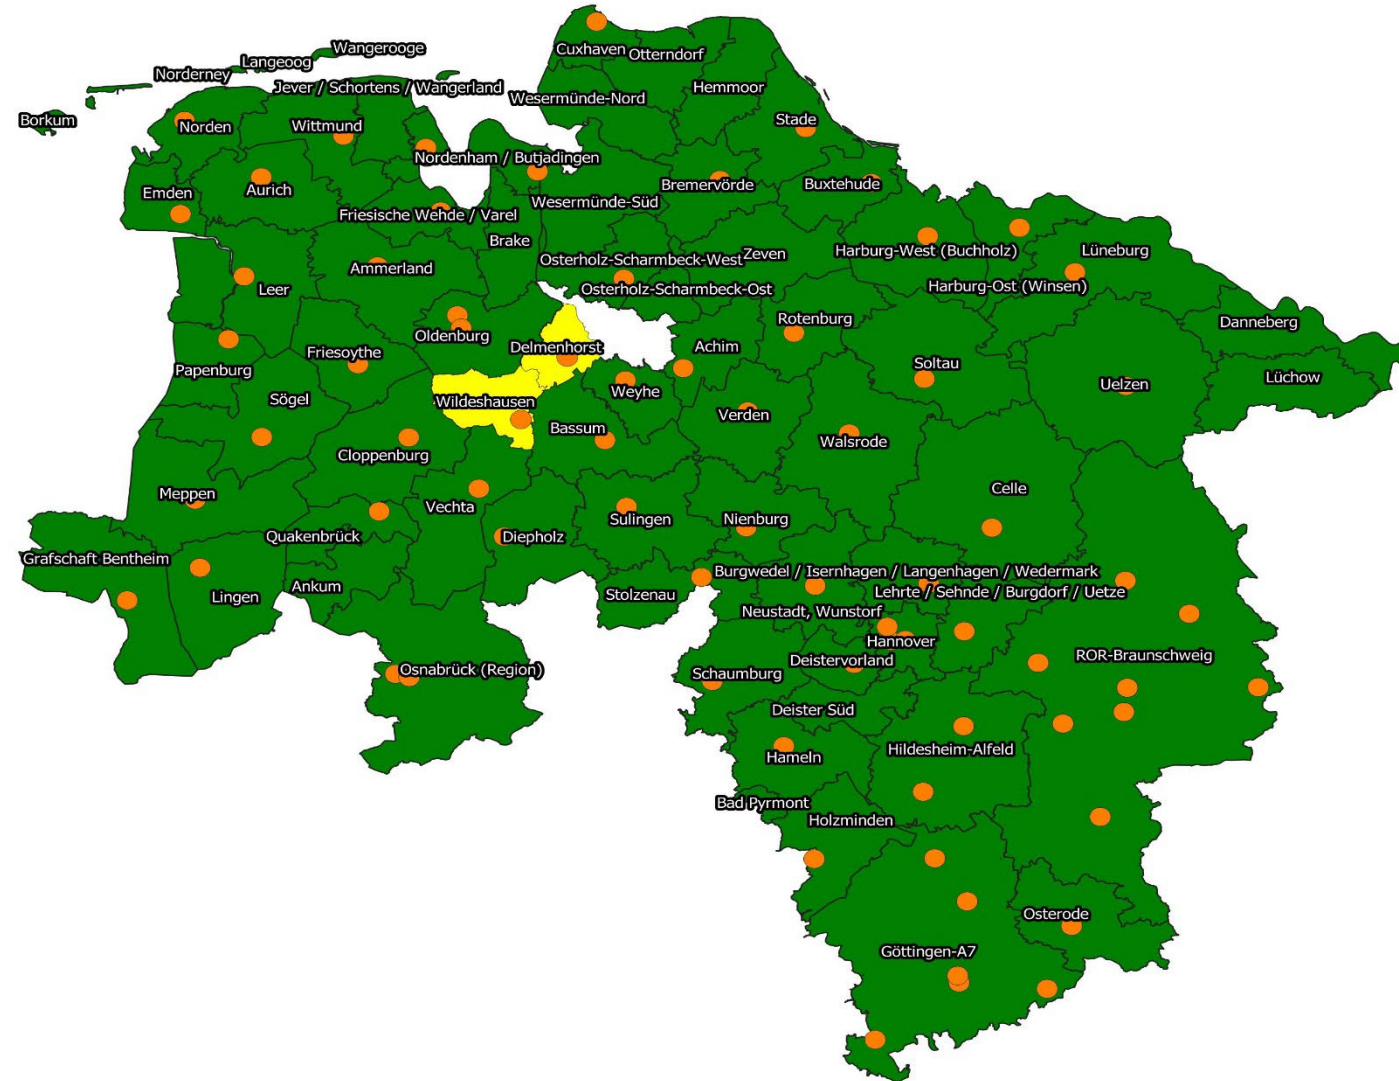 Cuxhaven
Otterndorf
Wangerooge
Langeoog
Norderney
Jever / Schortens / Wangerland
Hemmoor
Wesermünde-Nord
Borkum
Norden
Wittmund
Stade
Nordenham / Butjadingen
Emden
Aurich
Bremervörde
Buxtehude
Wesermünde-Süd
Friesische Wehde / Varel
Brake
Zeven
Harburg-West (Buchholz)
Lüneburg
Ammerland
Osterholz-Scharmbeck-West
Leer
Osterholz-Scharmbeck-Ost
Harburg-Ost (Winsen)
Rotenburg
Danneberg
Oldenburg
Delmenhorst
Achim
Friesoythe
Soltau
Papenburg
Lüchow
Uelzen
Weyhe
Sögel
Wildeshausen
Verden
Bassum
Walsrode
Cloppenburg
Celle
Meppen
Vechta
Sulingen
Nienburg
Quakenbrück
Diepholz
Grafschaft Bentheim
Burgwedel / Isernhagen / Langenhagen / Wedermark
Ankum
Lingen
Stolzenau
Lehrte / Sehnde / Burgdorf / Uetze
Neustadt, Wunstorf
Hannover
ROR-Braunschweig
Deistervorland
Osnabrück (Region)
Schaumburg
Deister Süd
Hildesheim-Alfeld
Hameln
Bad Pyrmont
Holzminden
Osterode
Göttingen-A7